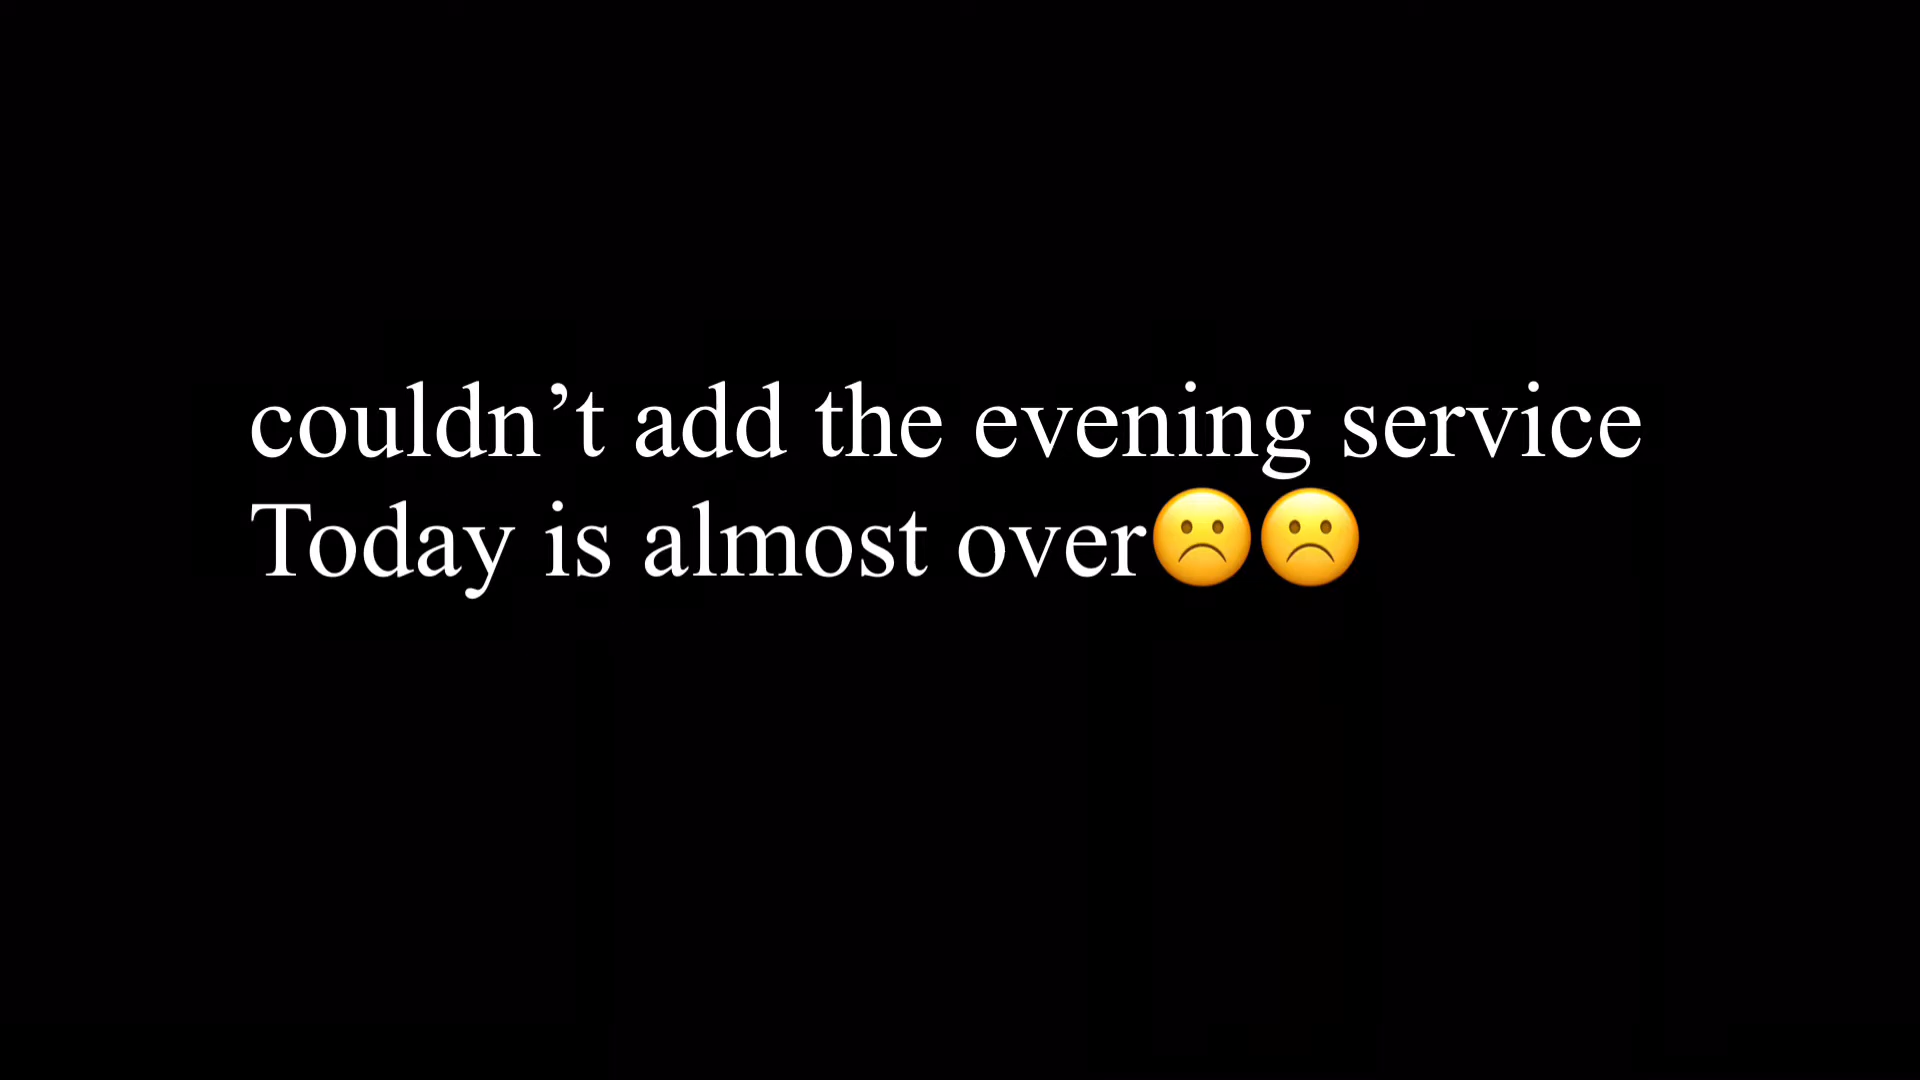 couldn’t add the evening service
Today is almost over☹️☹️